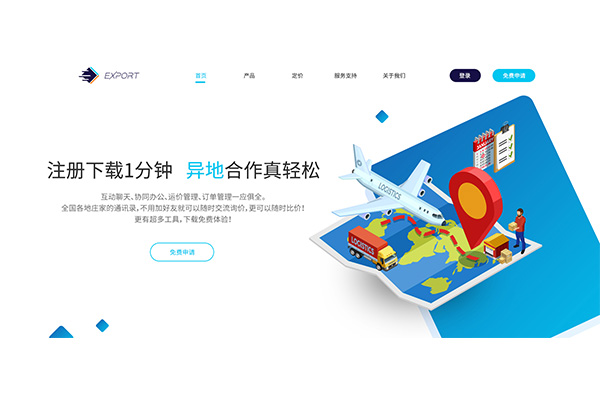 EXPORT
首页 产品 定价 服务支持 关于我们 登录 免费申请
注册下载1分钟 异地合作真轻松
互动聊天、协同办公、运价管理、订单管理一应俱全。
全国各地庄家的通讯录,不用加好友就可以随时交流询价,更可以随时比价!
更有超多工具,下载免费体验!
免费申请
LOGISTICS
LOGISTICS